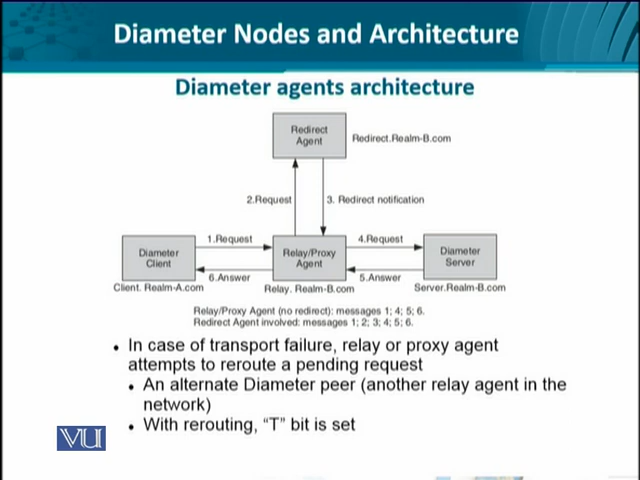 Diameter Nodes and Architecture
Diameter agents architecture
Redirect
Agent
Redirect.Realm-B.com
2.Request
3. Redirect notification
1.Request
4.Request
Diameter
Client
Relay/Proxy
Agent
Diameter
Server
6.Answer
5.Answer
Client. Realm-A.com
Relay. Realm-B.com
Server.Realm-B.com
Relay/Proxy Agent (no redirect): messages 1; 4; 5; 6.
Redirect Agent involved: messages 1; 2; 3; 4; 5; 6.
• In case of transport failure, relay or proxy agent
attempts to reroute a pending request
• An alternate Diameter peer (another relay agent in the
network)
• With rerouting, “T” bit is set
VU